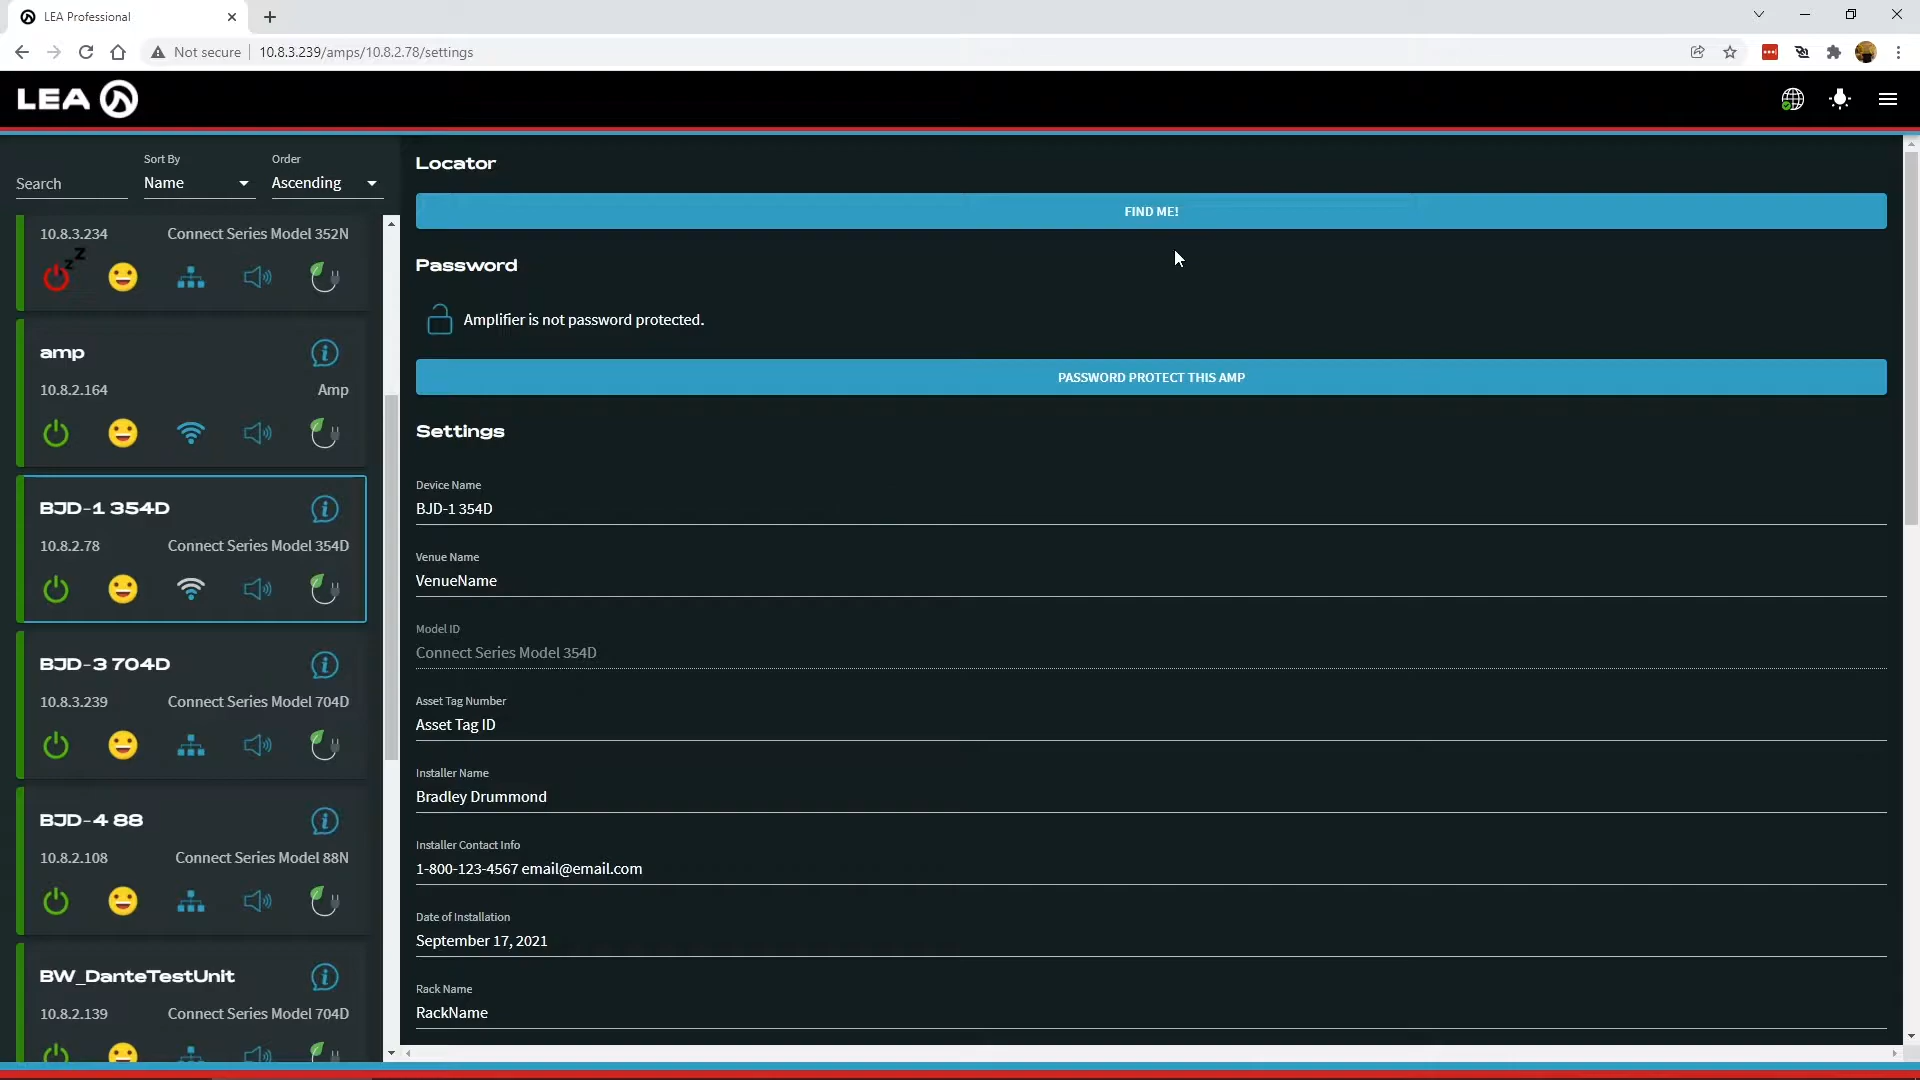 LEA Professional
Not secure
10.8.3.239/amps/10.8.2.78/settings
LEA
Search
Sort By
Name
Order
Ascending
10.8.3.234
Connect Series Model 352N
z z
amp
10.8.2.164
Amp
BJD-1 354D
10.8.2.78
Connect Series Model 354D
BJD-3 704D
10.8.3.239
Connect Series Model 704D
BJD-4 88
10.8.2.108
Connect Series Model 88N
BW_DanteTestUnit
10.8.2.139
Connect Series Model 704D
Locator
FIND ME!
Password
Amplifier is not password protected.
PASSWORD PROTECT THIS AMP
Settings
Device Name
BJD-1 354D
Venue Name
VenueName
Model ID
Connect Series Model 354D
Asset Tag Number
Asset Tag ID
Installer Name
Bradley Drummond
Installer Contact Info
1-800-123-4567 email@email.com
Date of Installation
September 17, 2021
Rack Name
RackName